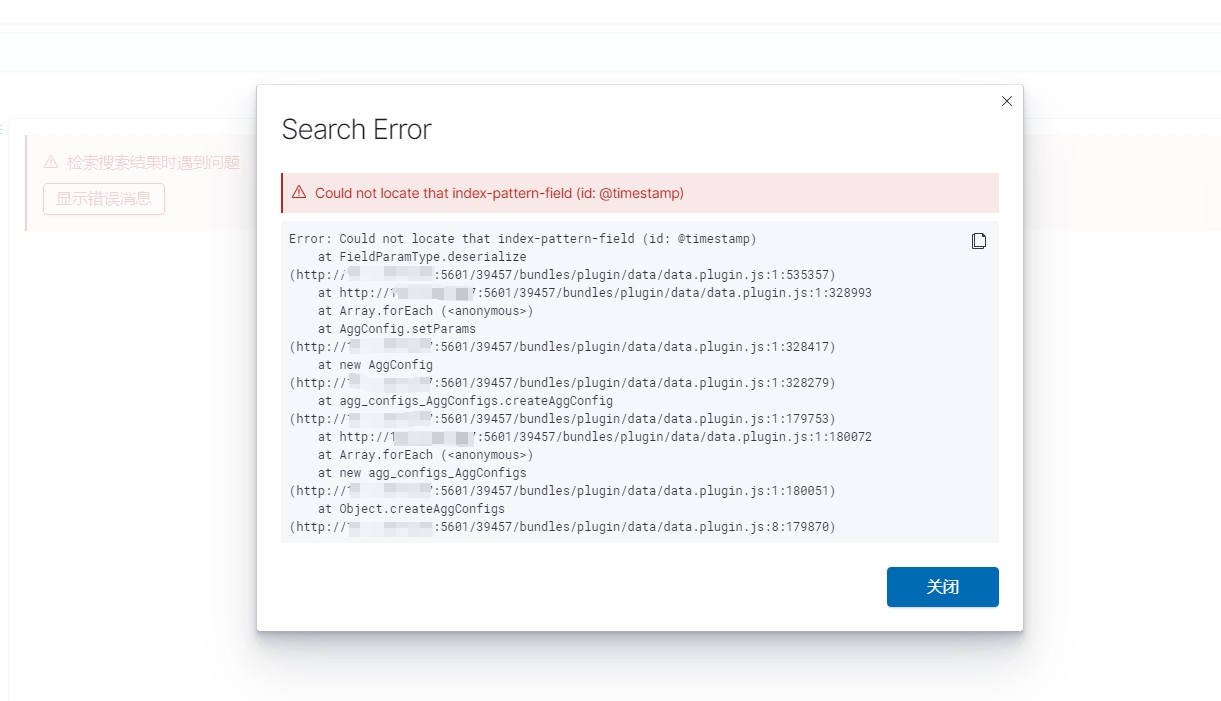 Search Error
检索搜索结果时遇到问题
显示错误消息
Could not locate that index-pattern-field (id: @timestamp)
Error: Could not locate that index-pattern-field (id: @timestamp)
at FieldParamType.deserialize
(http:// :5601/39457/bundles/plugin/data/data.plugin.js:1:535357)
at http:// :5601/39457/bundles/plugin/data/data.plugin.js:1:328993
at Array.forEach (<anonymous>)
at AggConfig.setParams
(http:// :5601/39457/bundles/plugin/data/data.plugin.js:1:328417)
at new AggConfig
(http:// :5601/39457/bundles/plugin/data/data.plugin.js:1:328279)
at agg_configs_AggConfigs.createAggConfig
(http:// :5601/39457/bundles/plugin/data/data.plugin.js:1:179753)
at http:// :5601/39457/bundles/plugin/data/data.plugin.js:1:180072
at Array.forEach (<anonymous>)
at new agg_configs_AggConfigs
(http:// :5601/39457/bundles/plugin/data/data.plugin.js:1:180051)
at Object.createAggConfigs
(http:// :5601/39457/bundles/plugin/data/data.plugin.js:8:179870)
关闭